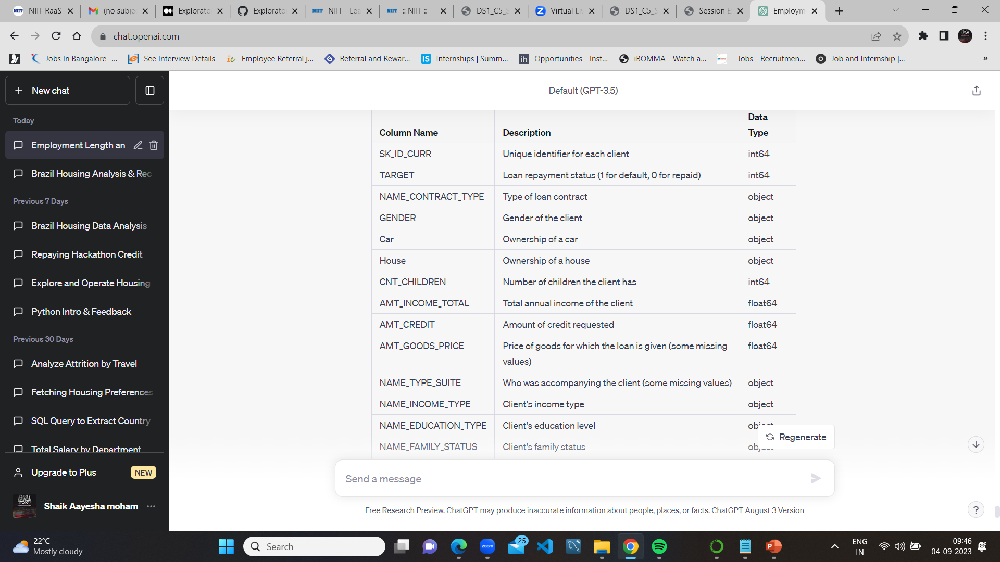 NIIT RaaS
(no subje
Explorato
Explorato
NIIT - Lea
:: NIIT ::
DS1_C5_S
Virtual Liv
DS1_C5_S
Session E
Employm
chat.openai.com
Jobs In Bangalore -...
See Interview Details
Employee Referral j...
Referral and Rewar...
Internships | Summ...
Opportunities - Inst...
iBOMMA - Watch a...
- Jobs - Recruitmen...
Job and Internship |...
»
New chat
Default (GPT-3.5)
Today
Employment Length an
Brazil Housing Analysis & Rec
Previous 7 Days
Brazil Housing Data Analysis
Repaying Hackathon Credit
Explore and Operate Housing
Python Intro & Feedback
Previous 30 Days
Analyze Attrition by Travel
Fetching Housing Preferences
SQL Query to Extract Country
Total Salary by Department
Upgrade to Plus NEW
Shaik Aayesha moham ...
Column Name Description Data Type
SK_ID_CURR Unique identifier for each client int64
TARGET Loan repayment status (1 for default, 0 for repaid) int64
NAME_CONTRACT_TYPE Type of loan contract object
GENDER Gender of the client object
Car Ownership of a car object
House Ownership of a house object
CNT_CHILDREN Number of children the client has int64
AMT_INCOME_TOTAL Total annual income of the client float64
AMT_CREDIT Amount of credit requested float64
AMT_GOODS_PRICE Price of goods for which the loan is given (some missing float64
values)
NAME_TYPE_SUITE Who was accompanying the client (some missing values) object
NAME_INCOME_TYPE Client's income type object
NAME_EDUCATION_TYPE Client's education level object
NAME_FAMILY_STATUS Client's family status object
Regenerate
Send a message
Free Research Preview. ChatGPT may produce inaccurate information about people, places, or facts. ChatGPT August 3 Version
?
22°C
Mostly cloudy
Search
zoom
25
ENG
IN
09:46
04-09-2023